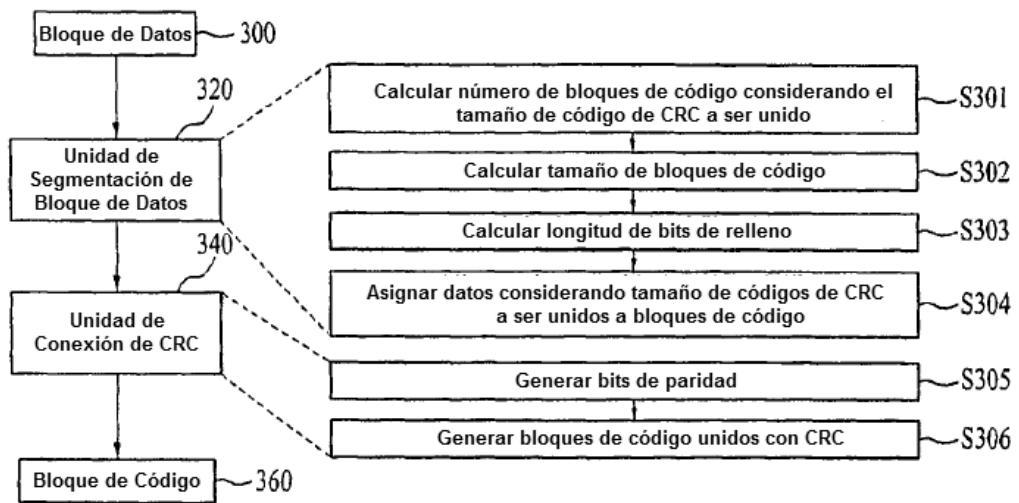 Bloque de Datos
300
320
Unidad de
Segmentación de
Bloque de Datos
340
Unidad de
Conexión de CRC
Bloque de Código
360
Calcular número de bloques de código considerando el
tamaño de código de CRC a ser unido
S301
Calcular tamaño de bloques de código
S302
Calcular longitud de bits de relleno
S303
Asignar datos considerando tamaño de códigos de CRC
a ser unidos a bloques de código
S304
Generar bits de paridad
S305
Generar bloques de código unidos con CRC
S306